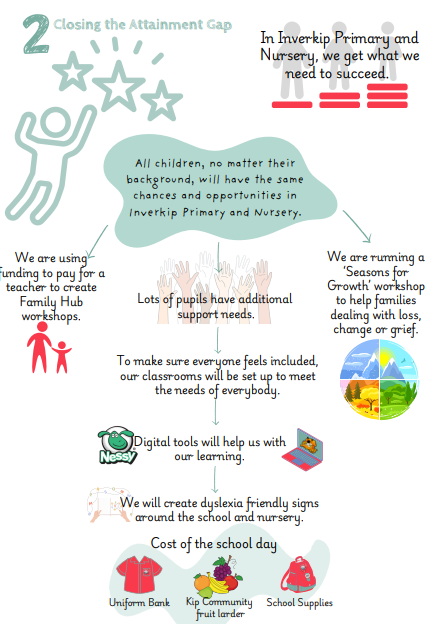 2 Closing the Attainment Gap
In Inverkip Primary and
Nursery, we get what we
need to succeed.
All children, no matter their
background, will have the same
chances and opportunities in
Inverkip Primary and Nursery.
We are using
funding to pay for a
teacher to create
Family Hub
workshops.
Lots of pupils have additional
support needs.
We are running a
'Seasons for
Growth' workshop
to help families
dealing with loss,
change or grief.
To make sure everyone feels included,
our classrooms will be set up to meet
the needs of everybody.
Nessy
Digital tools will help us with
our learning.
We will create dyslexia friendly signs
around the school and nursery.
Cost of the school day
Uniform Bank
Kip Community
fruit larder
School Supplies